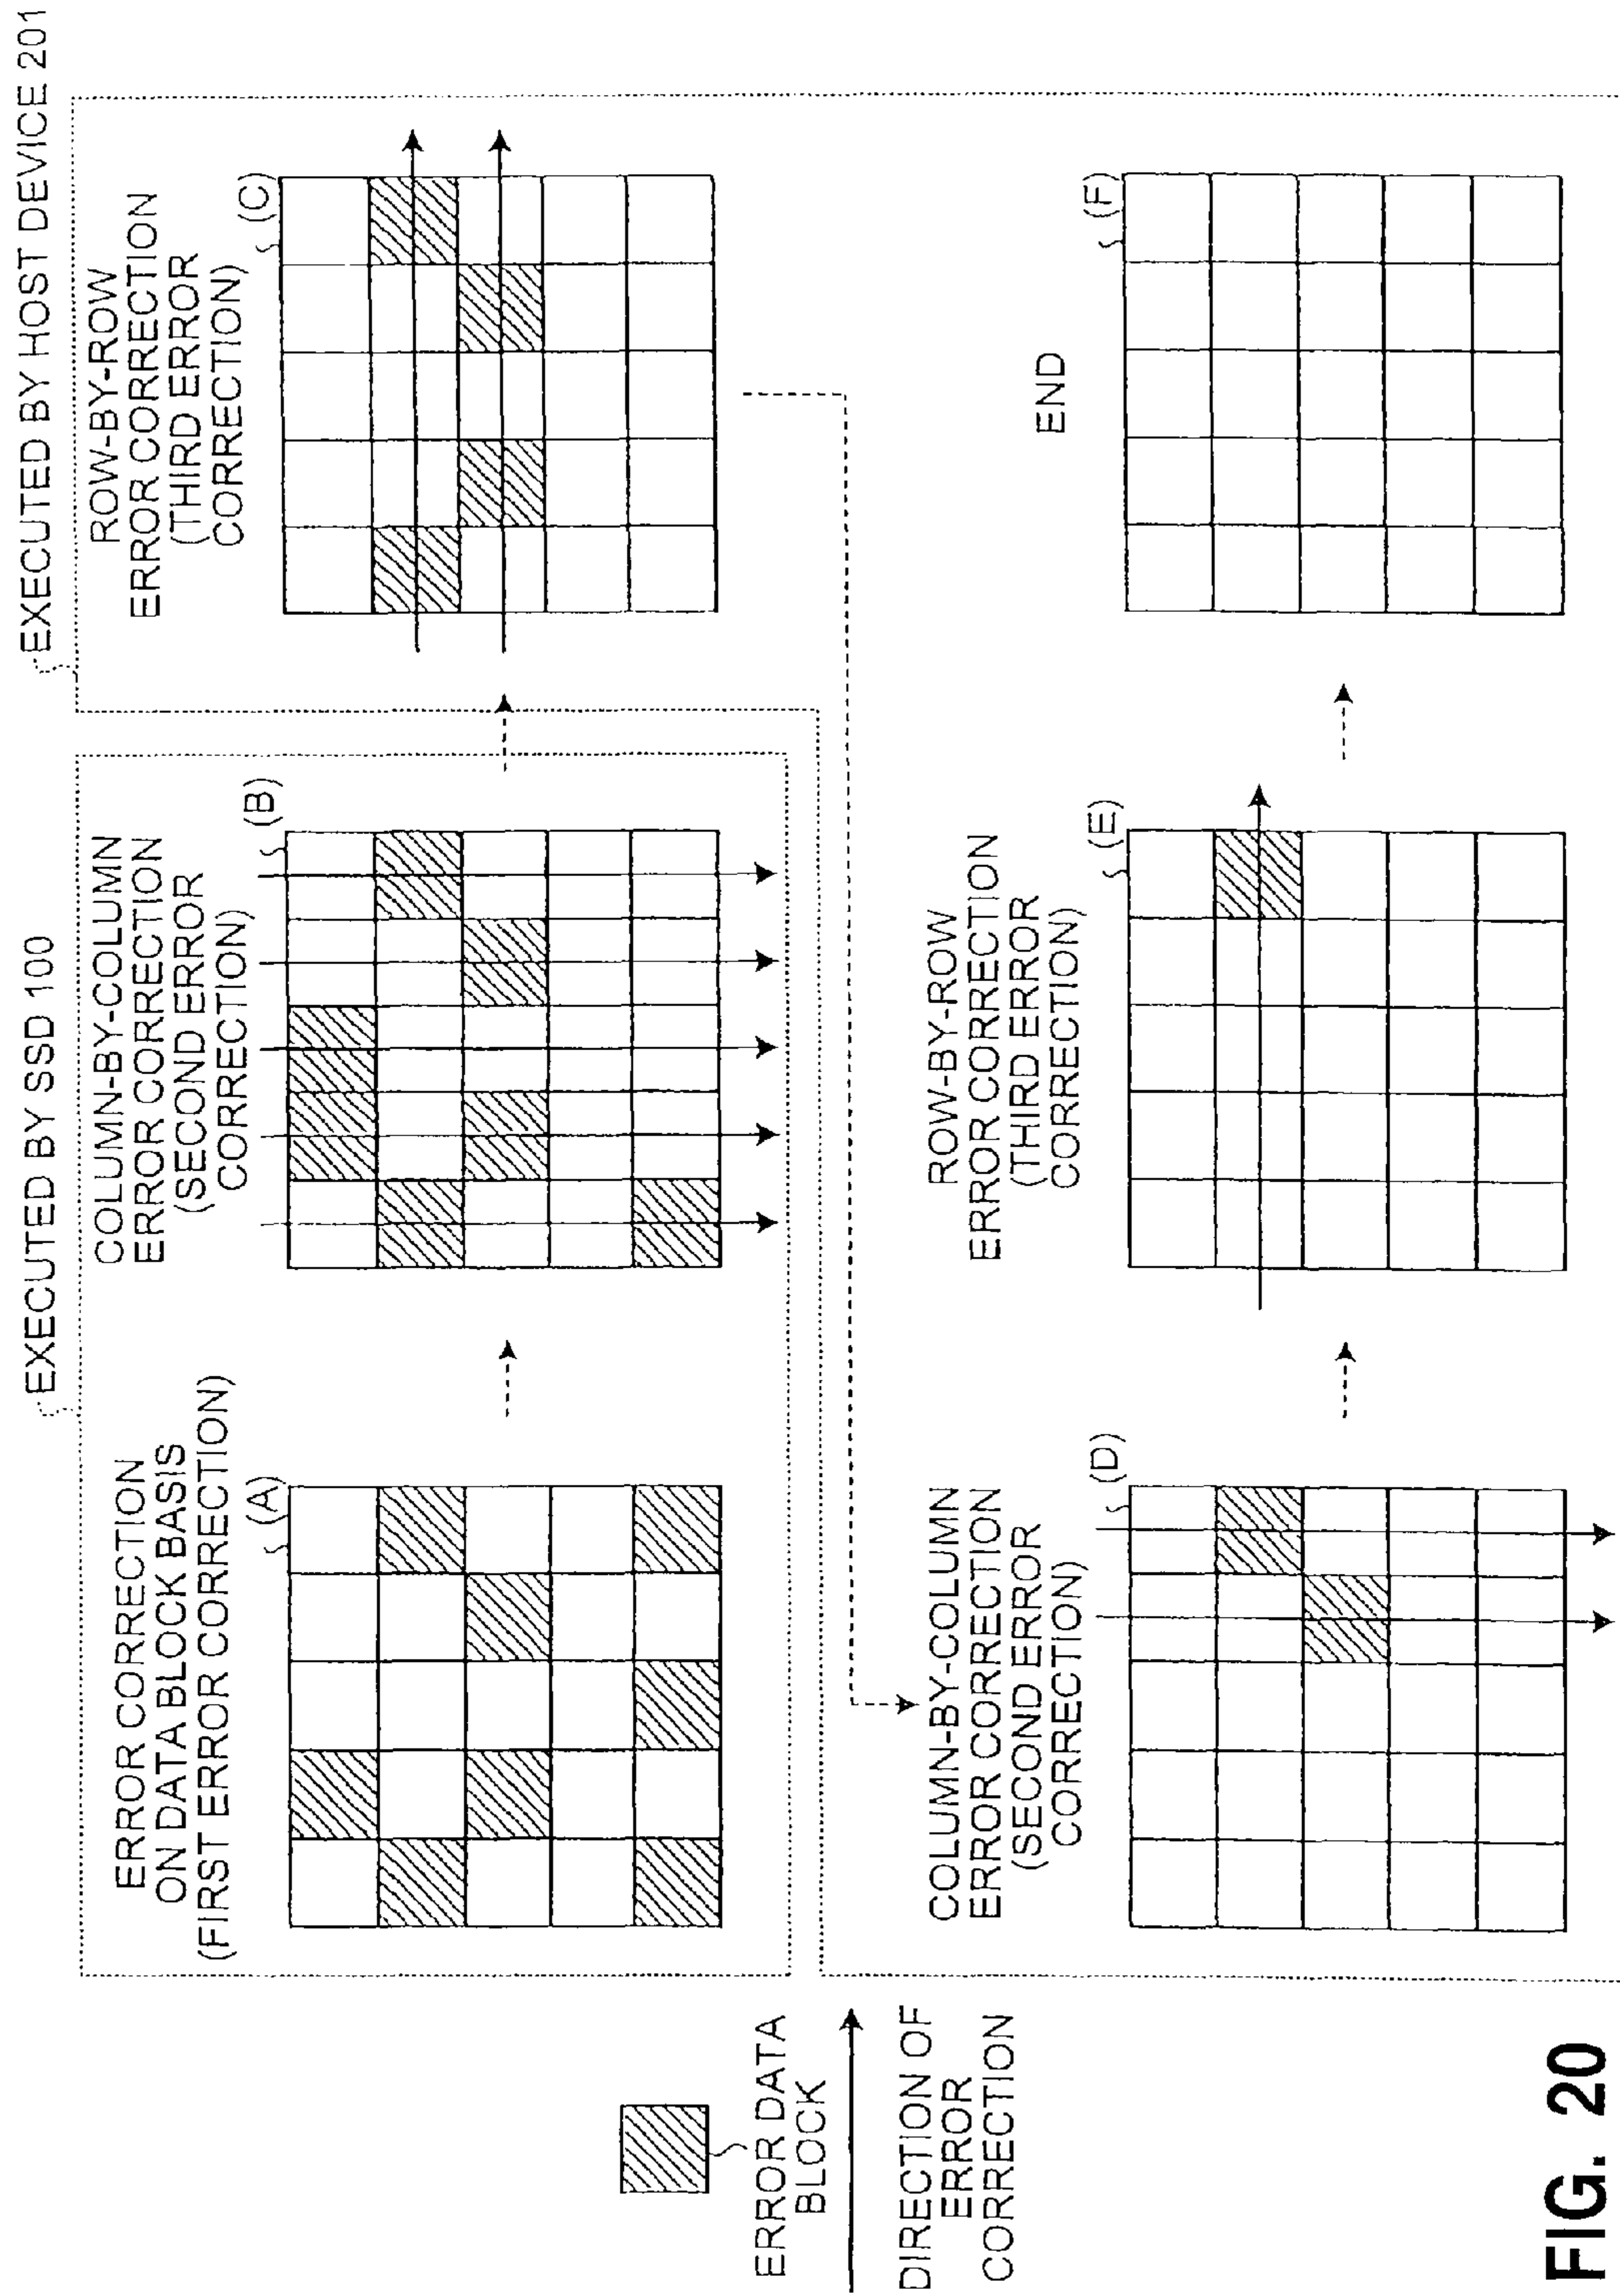 EXECUTED BY SSD 100
EXECUTED BY HOST DEVICE 201
ERROR CORRECTION
ON DATA BLOCK BASIS
(FIRST ERROR CORRECTION)
(A)
COLUMN-BY-COLUMN
ERROR CORRECTION
(SECOND ERROR
CORRECTION)
(B)
ROW-BY-ROW
ERROR CORRECTION
(THIRD ERROR
CORRECTION)
(C)
ERROR DATA
BLOCK
DIRECTION OF
ERROR
CORRECTION
COLUMN-BY-COLUMN
ERROR CORRECTION
(SECOND ERROR
CORRECTION)
(D)
ROW-BY-ROW
ERROR CORRECTION
(THIRD ERROR
CORRECTION)
(E)
END
(F)
FIG. 20